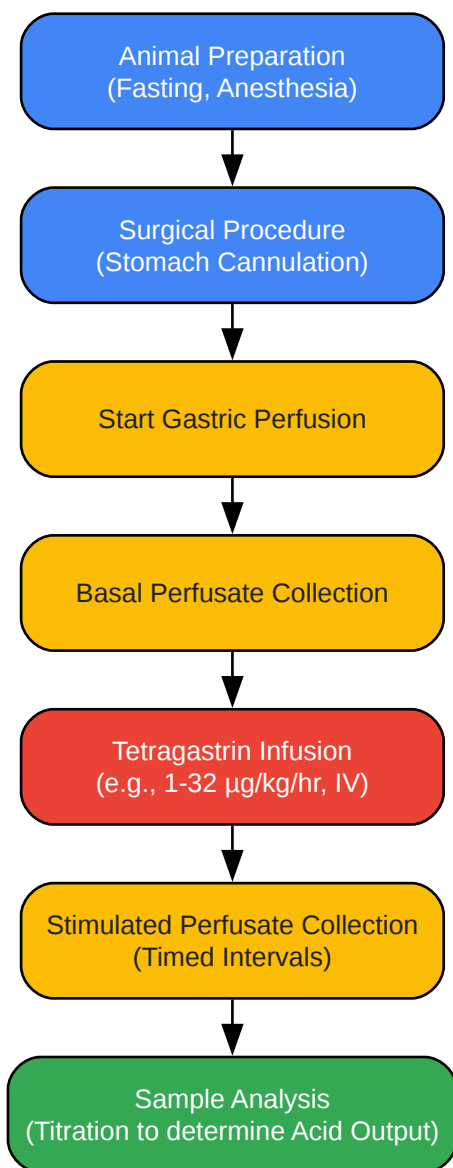 Animal Preparation
(Fasting, Anesthesia)
Surgical Procedure
(Stomach Cannulation)
Start Gastric Perfusion
Basal Perfusate Collection
Tetragastrin Infusion
(e.g., 1-32 µg/kg/hr, IV)
Stimulated Perfusate Collection
(Timed Intervals)
Sample Analysis
(Titration to determine Acid Output)